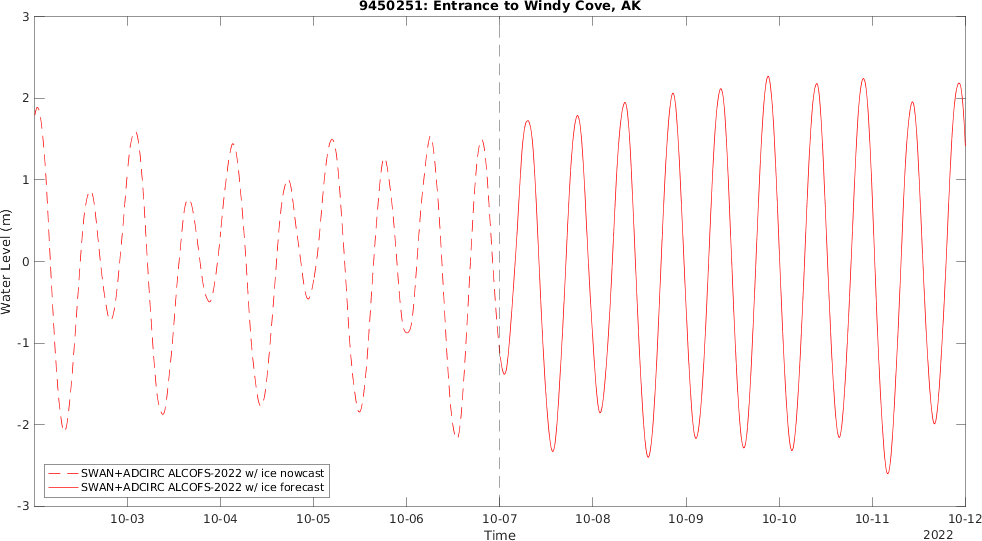 9450251: Entrance to Windy Cove, AK
3
2
1
0
-1
-2
-3
Water Level (m)
SWAN+ADCIRC ALCOFS-2022 w/ ice nowcast
SWAN+ADCIRC ALCOFS-2022 w/ ice forecast
10-03 10-04 10-05 10-06 10-07 10-08 10-09 10-10 10-11 10-12
Time
2022